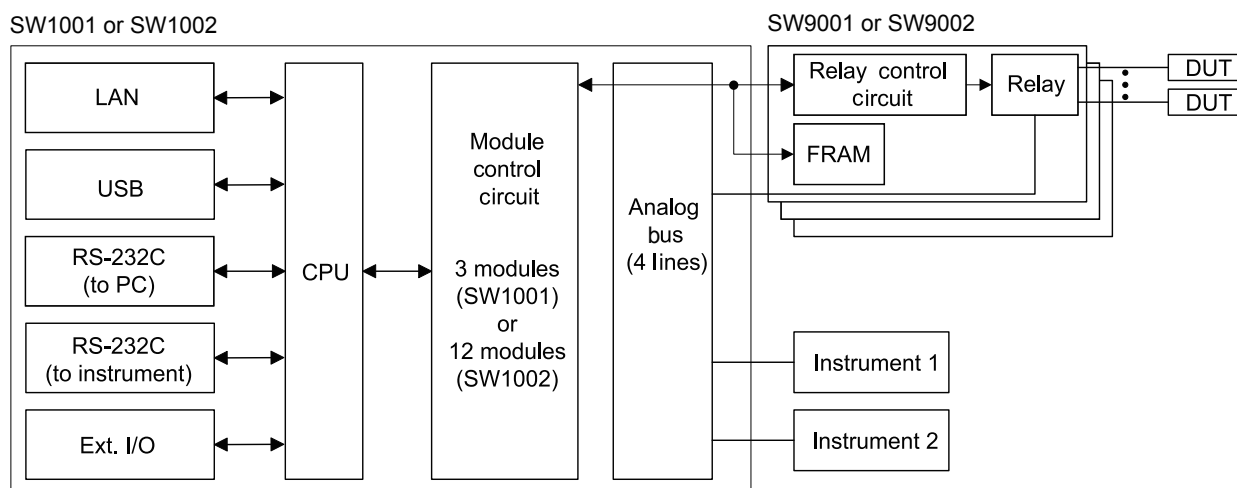 SW1001 or SW1002
LAN
USB
RS-232C
(to PC)
RS-232C
(to instrument)
Ext. I/O
CPU
Module
control
circuit
3 modules
(SW1001)
or
12 modules
(SW1002)
Analog
bus
(4 lines)
SW9001 or SW9002
Relay control
circuit
Relay
FRAM
DUT
DUT
Instrument 1
Instrument 2